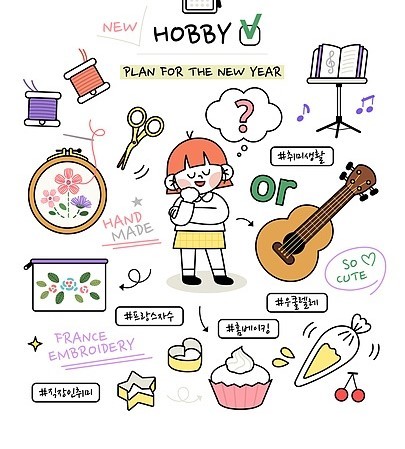 NEW
HOBBY
PLAN FOR THE NEW YEAR
?
#취미생활
or
HAND
MADE
SO
CUTE
#우쿨렐레
#프랑스자수
#홈베이킹
FRANCE
EMBROIDERY
#직장인취미